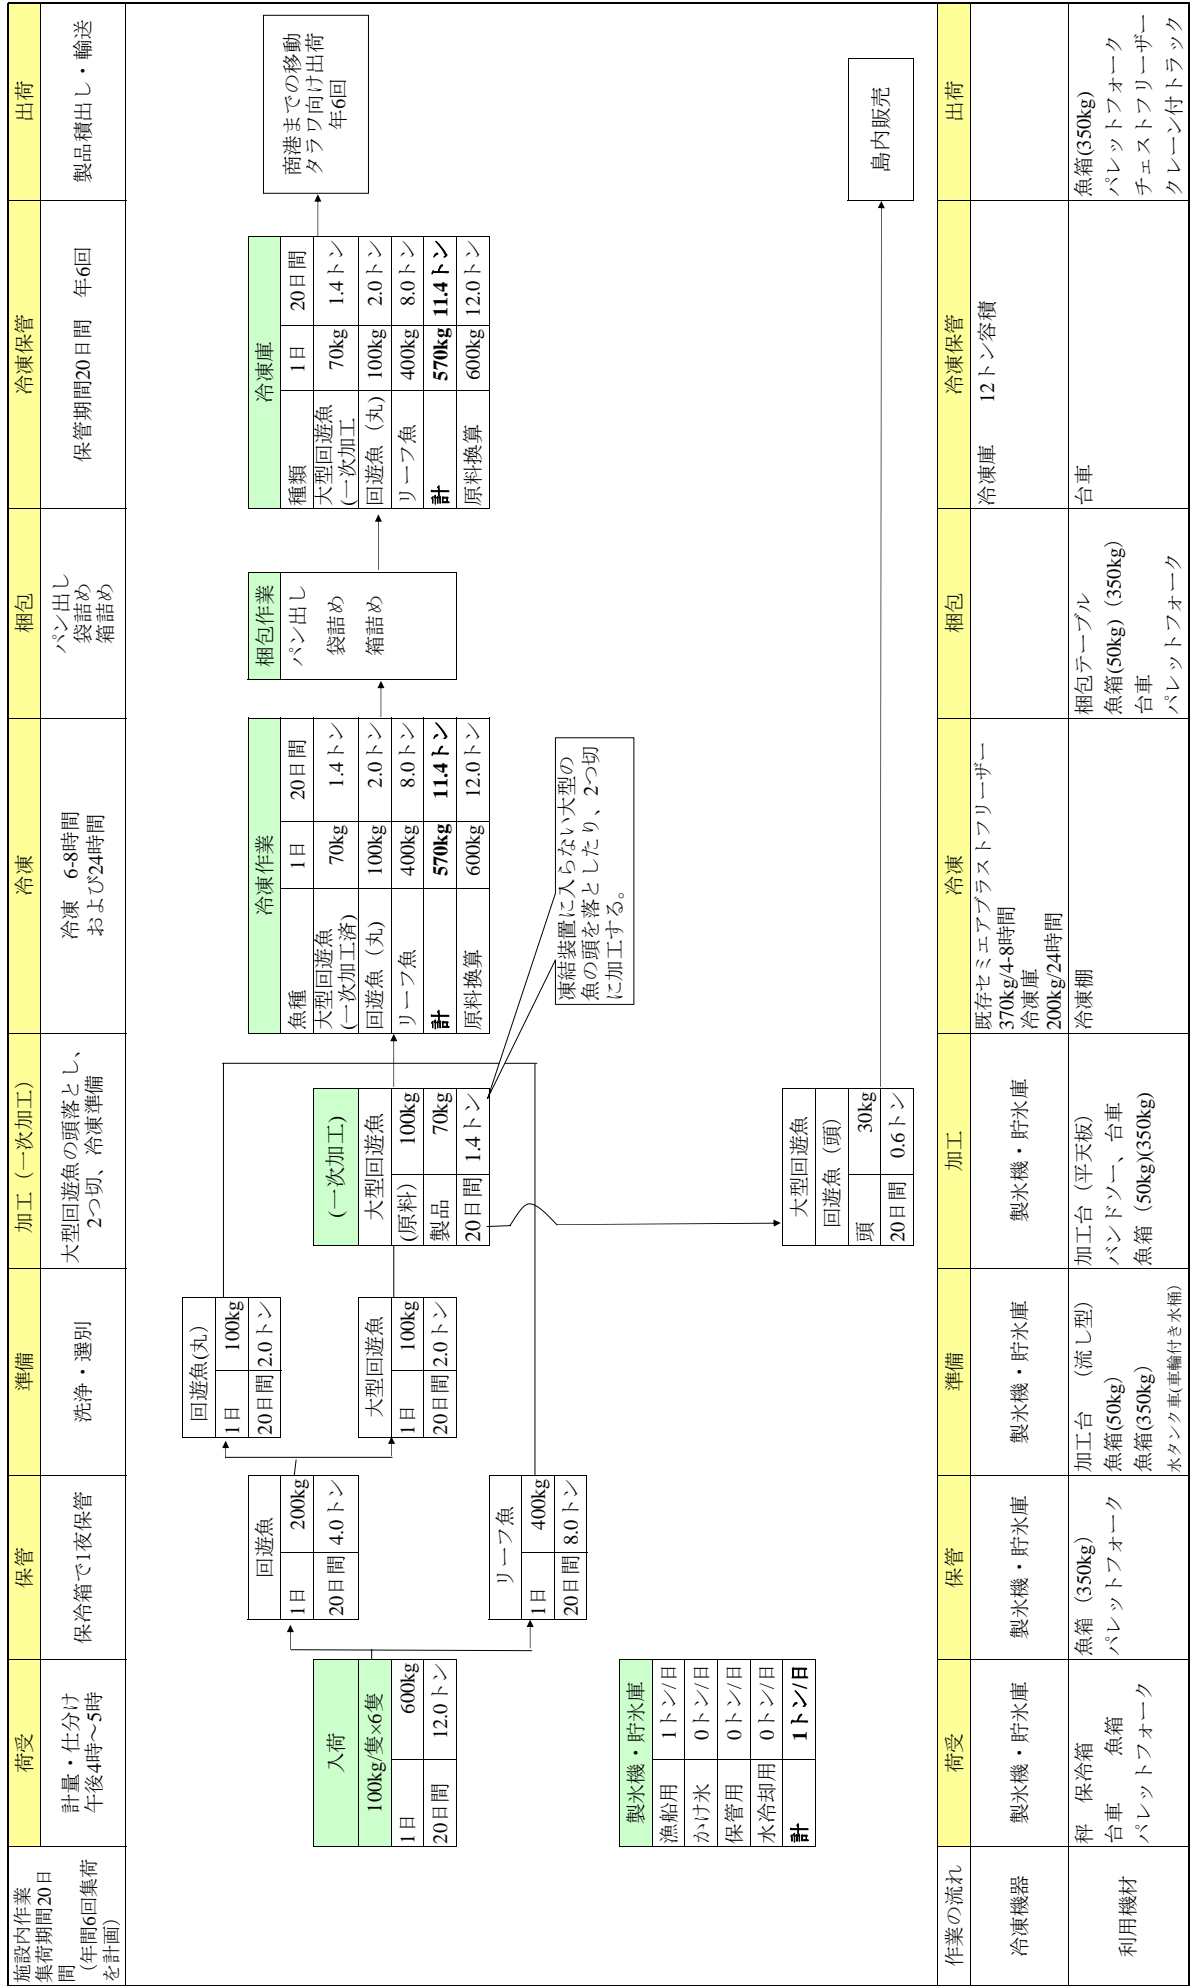 施設内作業
集荷期間20日
間
(年間6回集荷
を計画)
荷受
保管
準備
加工（一次加工）
冷凍
梱包
冷凍保管
出荷
計量・仕分け
午後4時～5時
保冷箱で1夜保管
洗浄・選別
大型回遊魚の頭落とし、
2つ切、冷凍準備
冷凍　6-8時間
および24時間
パン出し
袋詰め
箱詰め
保管期間20日間　年6回
製品積出し・輸送
入荷
100kg/隻×6隻
1日 600kg
20日間 12.0トン
回遊魚
1日 200kg
20日間 4.0トン
リーフ魚
1日 400kg
20日間 8.0トン
回遊魚(丸)
1日 100kg
20日間 2.0トン
大型回遊魚
1日 100kg
20日間 2.0トン
(一次加工)
大型回遊魚
(原料) 100kg
製品 70kg
20日間 1.4トン
大型回遊魚
回遊魚（頭）
頭 30kg
20日間 0.6トン
冷凍作業
魚種 1日 20日間
大型回遊魚
(一次加工済) 70kg 1.4トン
回遊魚（丸） 100kg 2.0トン
リーフ魚 400kg 8.0トン
計 570kg 11.4トン
原料換算 600kg 12.0トン
凍結装置に入らない大型の
魚の頭を落としたり、2つ切
に加工する。
梱包作業
パン出し
袋詰め
箱詰め
冷凍庫
種類 1日 20日間
大型回遊魚
(一次加工 70kg 1.4トン
回遊魚（丸） 100kg 2.0トン
リーフ魚 400kg 8.0トン
計 570kg 11.4トン
原料換算 600kg 12.0トン
商港までの移動
タラワ向け出荷
年6回
島内販売
製氷機・貯氷庫
漁船用 1トン/日
かけ氷 0トン/日
保管用 0トン/日
水冷却用 0トン/日
計 1トン/日
作業の流れ
荷受
保管
準備
加工
冷凍
梱包
冷凍保管
出荷
冷凍機器
製氷機・貯氷庫
製氷機・貯氷庫
製氷機・貯氷庫
製氷機・貯氷庫
既存セミエアブラストフリーザー
370kg/4-8時間
冷凍庫
200kg/24時間
冷凍庫　12トン容積
利用機材
秤　保冷箱
台車　魚箱
パレットフォーク
魚箱（350kg）
パレットフォーク
加工台　（流し型）
魚箱(50kg)
魚箱(350kg)
水タンク車(車輪付き水桶)
加工台（平天板）
バンドソー、台車
魚箱（50kg)(350kg)
冷凍棚
梱包テーブル
魚箱(50kg)（350kg)
台車
パレットフォーク
台車
魚箱(350kg)
パレットフォーク
チェストフリーザー
クレーン付トラック